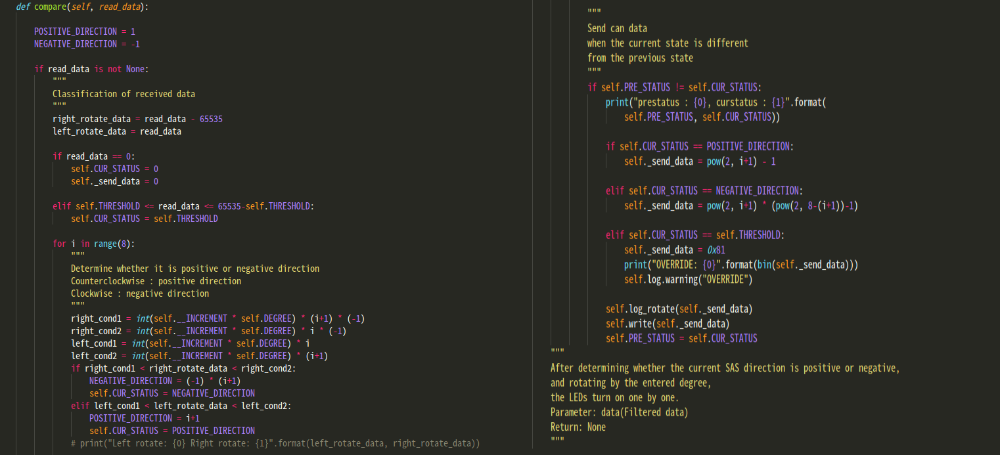 def compare(self, read_data):
POSITIVE_DIRECTION = 1
NEGATIVE_DIRECTION = -1
if read_data is not None:
"""
Classification of received data
"""
right_rotate_data = read_data - 65535
left_rotate_data = read_data
if read_data == 0:
self.CUR_STATUS = 0
self._send_data = 0
elif self.THRESHOLD <= read_data <= 65535-self.THRESHOLD:
self.CUR_STATUS = self.THRESHOLD
for i in range(8):
"""
Determine whether it is positive or negative direction
Counterclockwise : positive direction
Clockwise : negative direction
"""
right_cond1 = int(self.__INCREMENT * self.DEGREE) * (i+1) * (-1)
right_cond2 = int(self.__INCREMENT * self.DEGREE) * i * (-1)
left_cond1 = int(self.__INCREMENT * self.DEGREE) * i
left_cond2 = int(self.__INCREMENT * self.DEGREE) * (i+1)
if right_cond1 < right_rotate_data < right_cond2:
NEGATIVE_DIRECTION = (-1) * (i+1)
self.CUR_STATUS = NEGATIVE_DIRECTION
elif left_cond1 < left_rotate_data < left_cond2:
POSITIVE_DIRECTION = i+1
self.CUR_STATUS = POSITIVE_DIRECTION
# print("Left rotate: {0} Right rotate: {1}".format(left_rotate_data, right_rotate_data))
"""
Send can data
when the current state is different
from the previous state
"""
if self.PRE_STATUS != self.CUR_STATUS:
print("prestatus : {0}, curstatus : {1}".format(
self.PRE_STATUS, self.CUR_STATUS))
if self.CUR_STATUS == POSITIVE_DIRECTION:
self._send_data = pow(2, i+1) - 1
elif self.CUR_STATUS == NEGATIVE_DIRECTION:
self._send_data = pow(2, i+1) * (pow(2, 8-(i+1))-1)
elif self.CUR_STATUS == self.THRESHOLD:
self._send_data = 0x81
print("OVERRIDE: {0}".format(bin(self._send_data)))
self.log.warning("OVERRIDE")
self.log_rotate(self._send_data)
self.write(self._send_data)
self.PRE_STATUS = self.CUR_STATUS
"""
After determining whether the current SAS direction is positive or negative,
and rotating by the entered degree,
the LEDs turn on one by one.
Parameter: data(Filtered data)
Return: None
"""